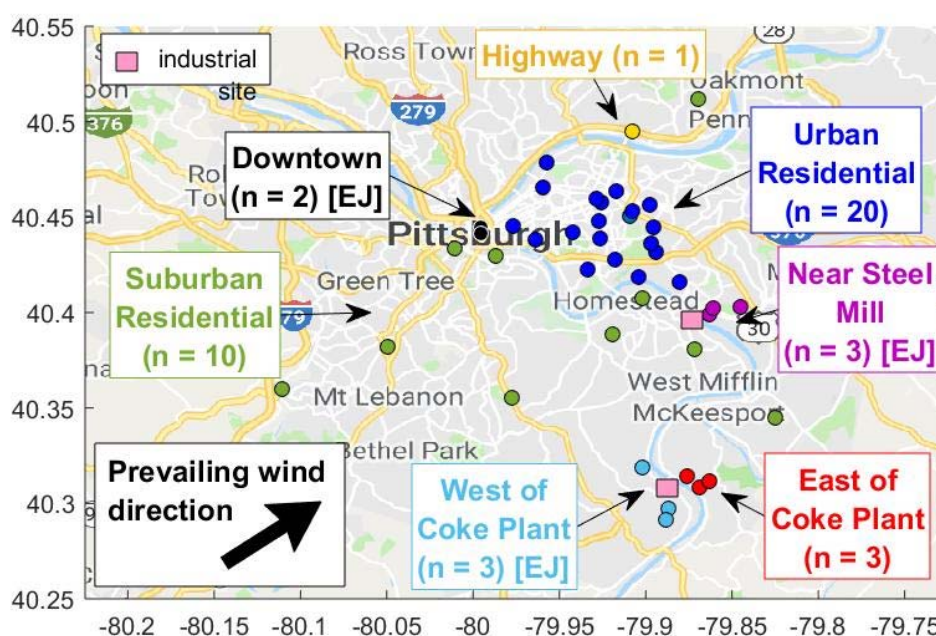 40.55
40.5
40.45
40.4
40.35
40.3
40.25
industrial
site
Ross Town
279
Highway (n = 1)
28
Oakmont
Penn
376
Downtown
(n = 2) [EJ]
Urban
Residential
(n = 20)
Pittsburgh
Suburban
Residential
(n = 10)
Green Tree
79
Homestead
Near Steel
Mill
(n = 3) [EJ]
30
West Mifflin
McKeesport
Mt Lebanon
Bethel Park
Prevailing wind
direction
West of
Coke Plant
(n = 3) [EJ]
East of
Coke Plant
(n = 3)
-80.2
-80.1
-80.05
-80
-79.95
-79.9
-79.85
-79.8
-79.75